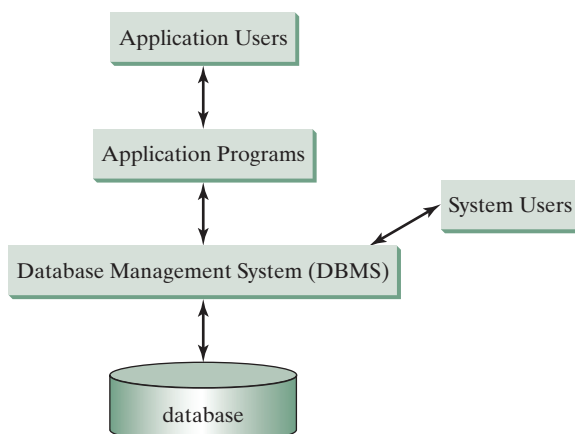 Application Users
Application Programs
System Users
Database Management System (DBMS)
database